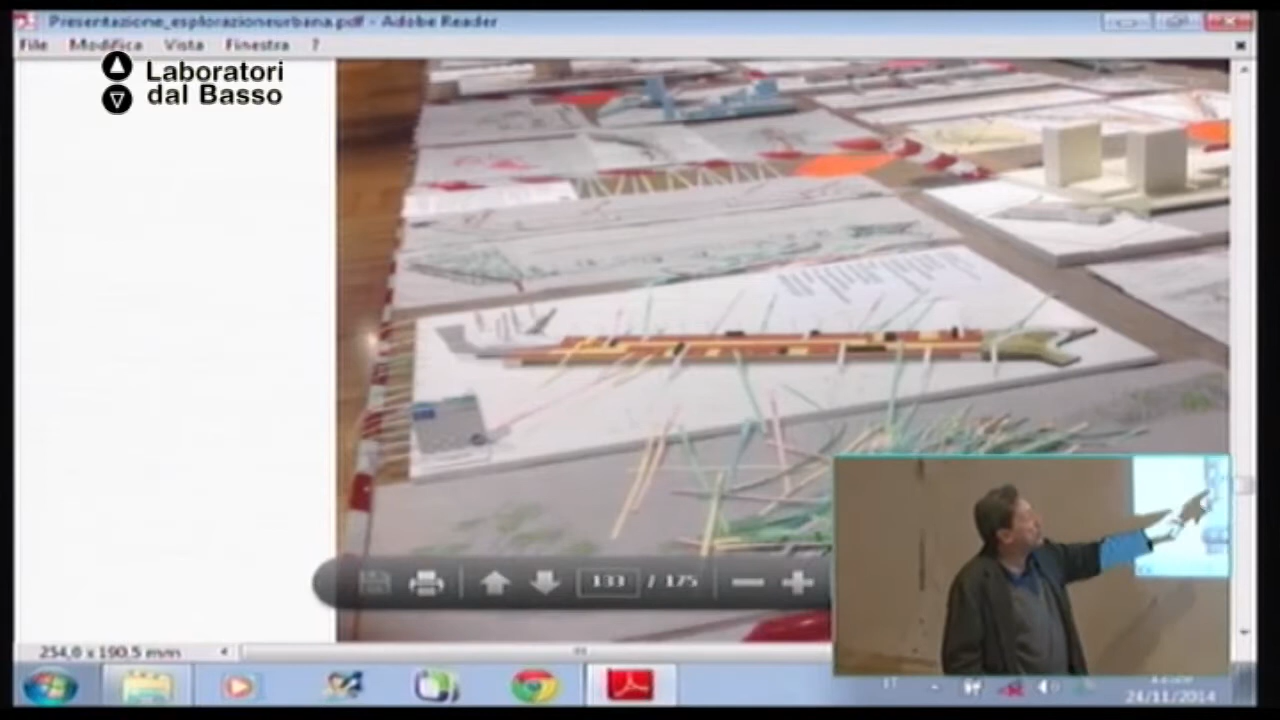 Presentazione_esplorazioneurbana.pdf - Adobe Reader
File Modifica Vista Finestra ?
Laboratori
dal Basso
133 / 175
254,0 x 190,5 mm
IT
24/11/2014